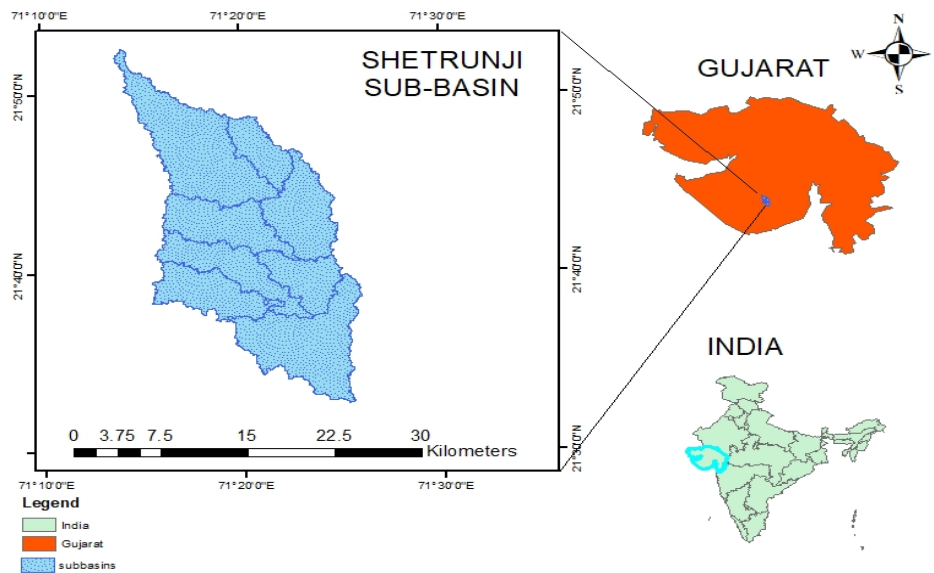 71°10'0"E
71°20'0"E
71°30'0"E
N
W
E
S
SHETRUNJI
SUB-BASIN
GUJARAT
21°50'0"N
21°50'0"N
21°40'0"N
21°40'0"N
INDIA
0 3.75 7.5 15 22.5 30
Kilometers
21°30'0"N
71°10'0"E
71°20'0"E
71°30'0"E
Legend
India
Gujarat
subbasins